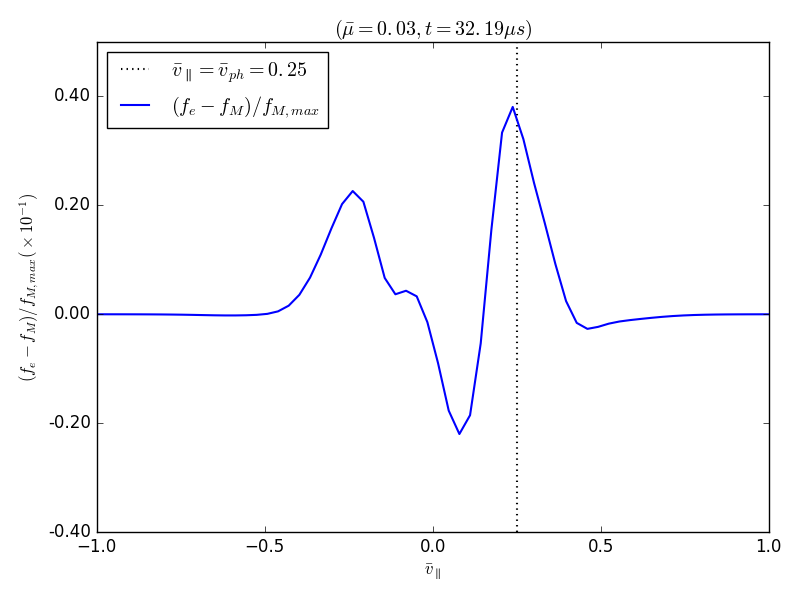 (μ̄ = 0.03, t = 32.19μs)
v̄∥ = v̄ph = 0.25
(fe − fM)/fM,max
(fe − fM)/fM,max(×10⁻¹)
0.40
0.20
0.00
-0.20
-0.40
−1.0 −0.5 0.0 0.5 1.0
v̄∥